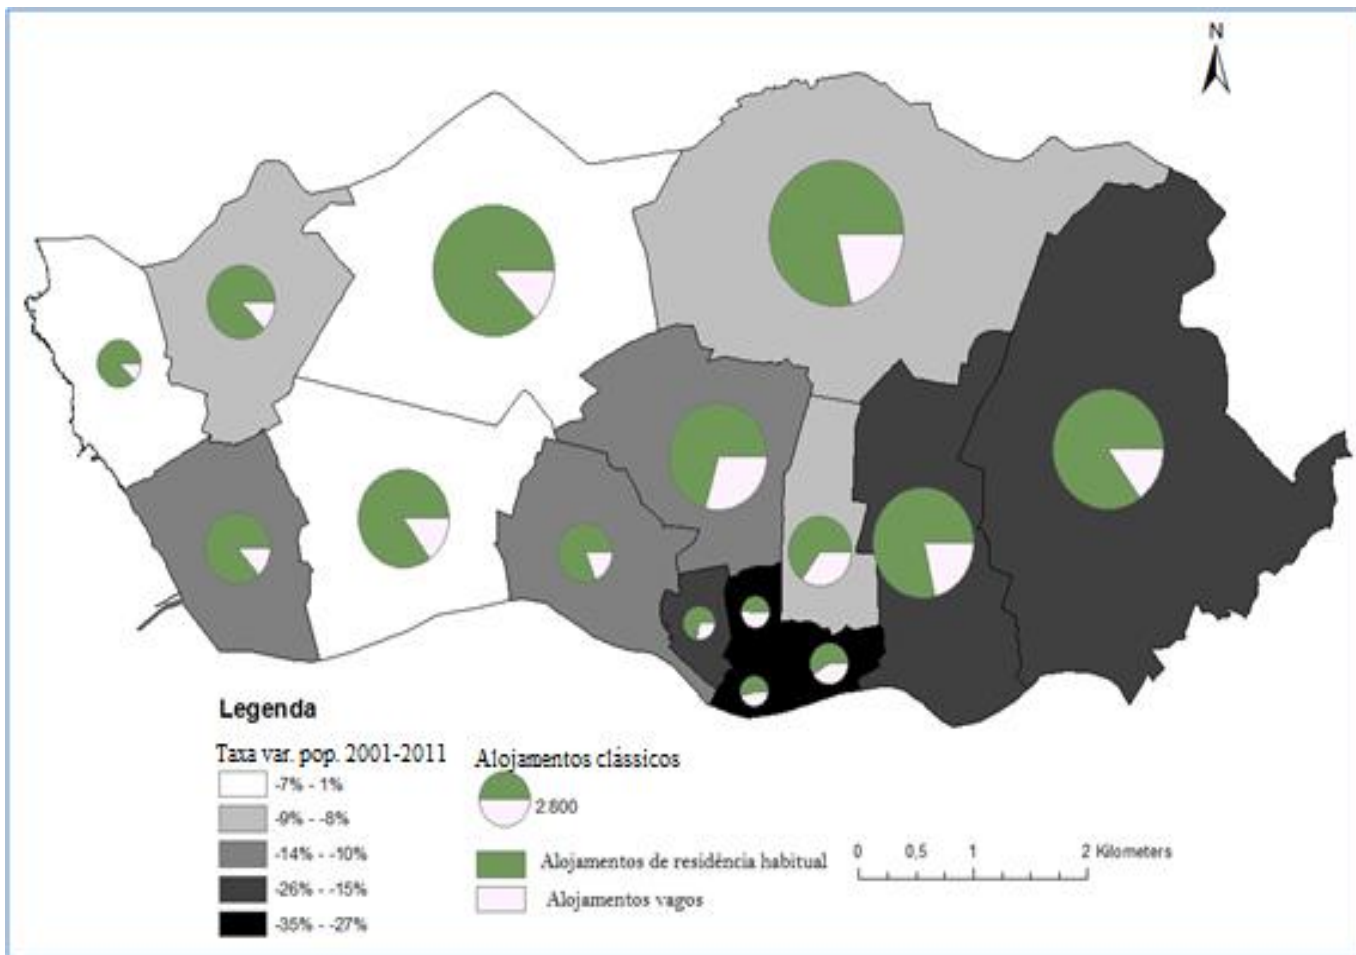 N
Legenda
Taxa var. pop. 2001-2011
-7% - 1%
-9% - -8%
-14% - -10%
-26% - -15%
-35% - -27%
Alojamentos clássicos
2.800
Alojamentos de residência habitual
Alojamentos vagos
0 0,5 1 2 Kilometers